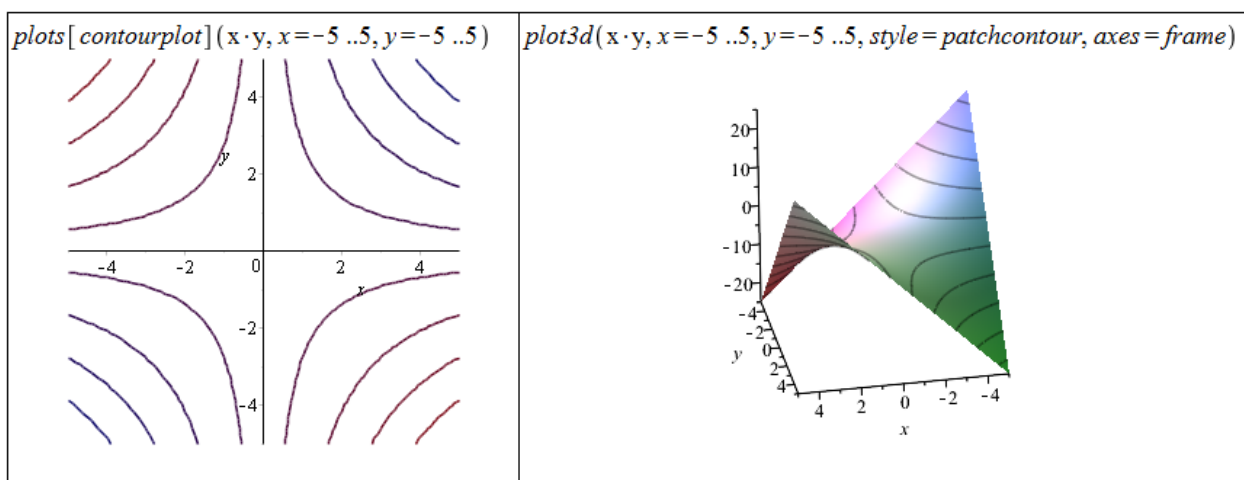 plots[contourplot](x·y, x=-5 ..5, y=-5 ..5)
4
y
2
-4 -2 0 2 4
x
-2
-4
plot3d(x·y, x=-5 ..5, y=-5 ..5, style=patchcontour, axes=frame)
20
10
0
-10
-20
-4
-2
y 0
2
4
4 2 0 -2 -4
x